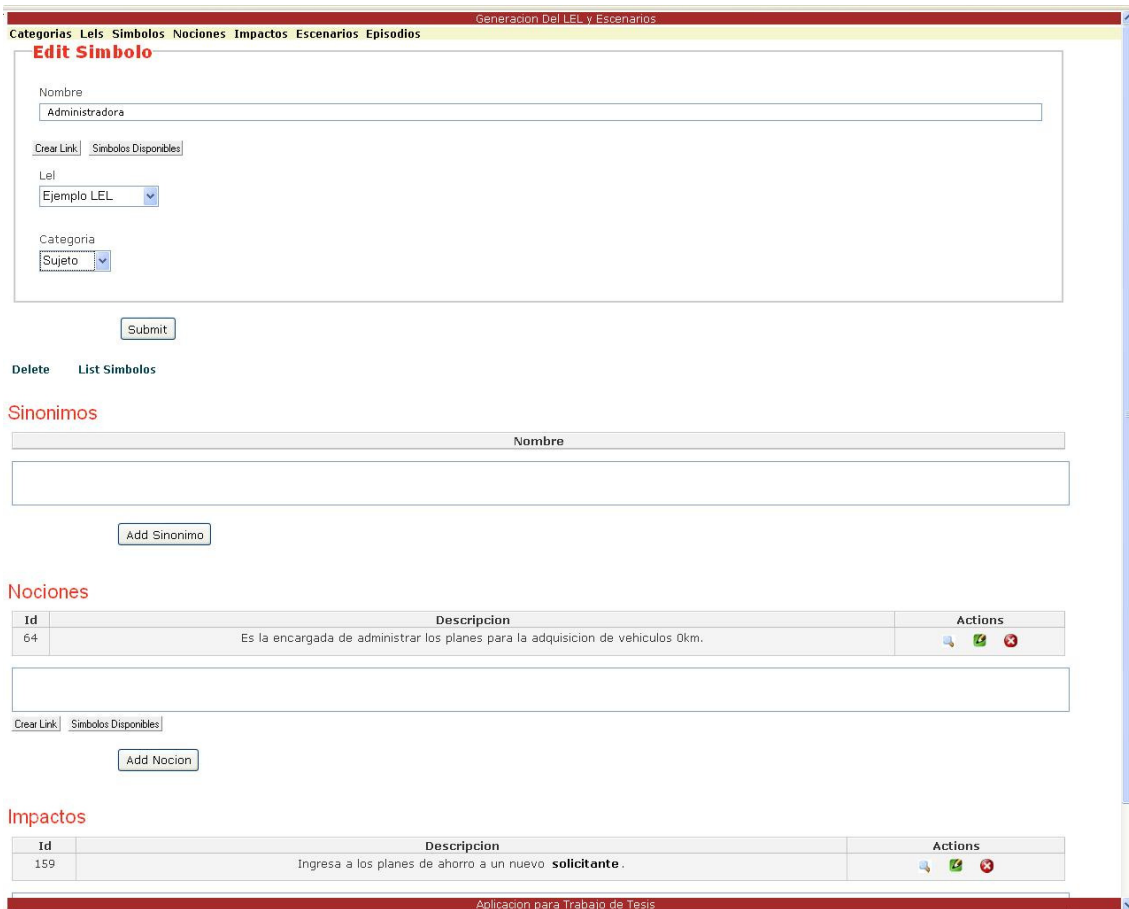 Generacion Del LEL y Escenarios
Categorias Lels Simbolos Nociones Impactos Escenarios Episodios
Edit Simbolo
Nombre
Administradora
Crear Link Simbolos Disponibles
Lel
Ejemplo LEL
Categoria
Sujeto
Submit
Delete List Simbolos
Sinonimos
Nombre
Add Sinonimo
Nociones
Id Descripcion Actions
64 Es la encargada de administrar los planes para la adquisicion de vehiculos 0km.
Crear Link Simbolos Disponibles
Add Nocion
Impactos
Id Descripcion Actions
159 Ingresa a los planes de ahorro a un nuevo solicitante .
Aplicacion para Trabajo de Tesis